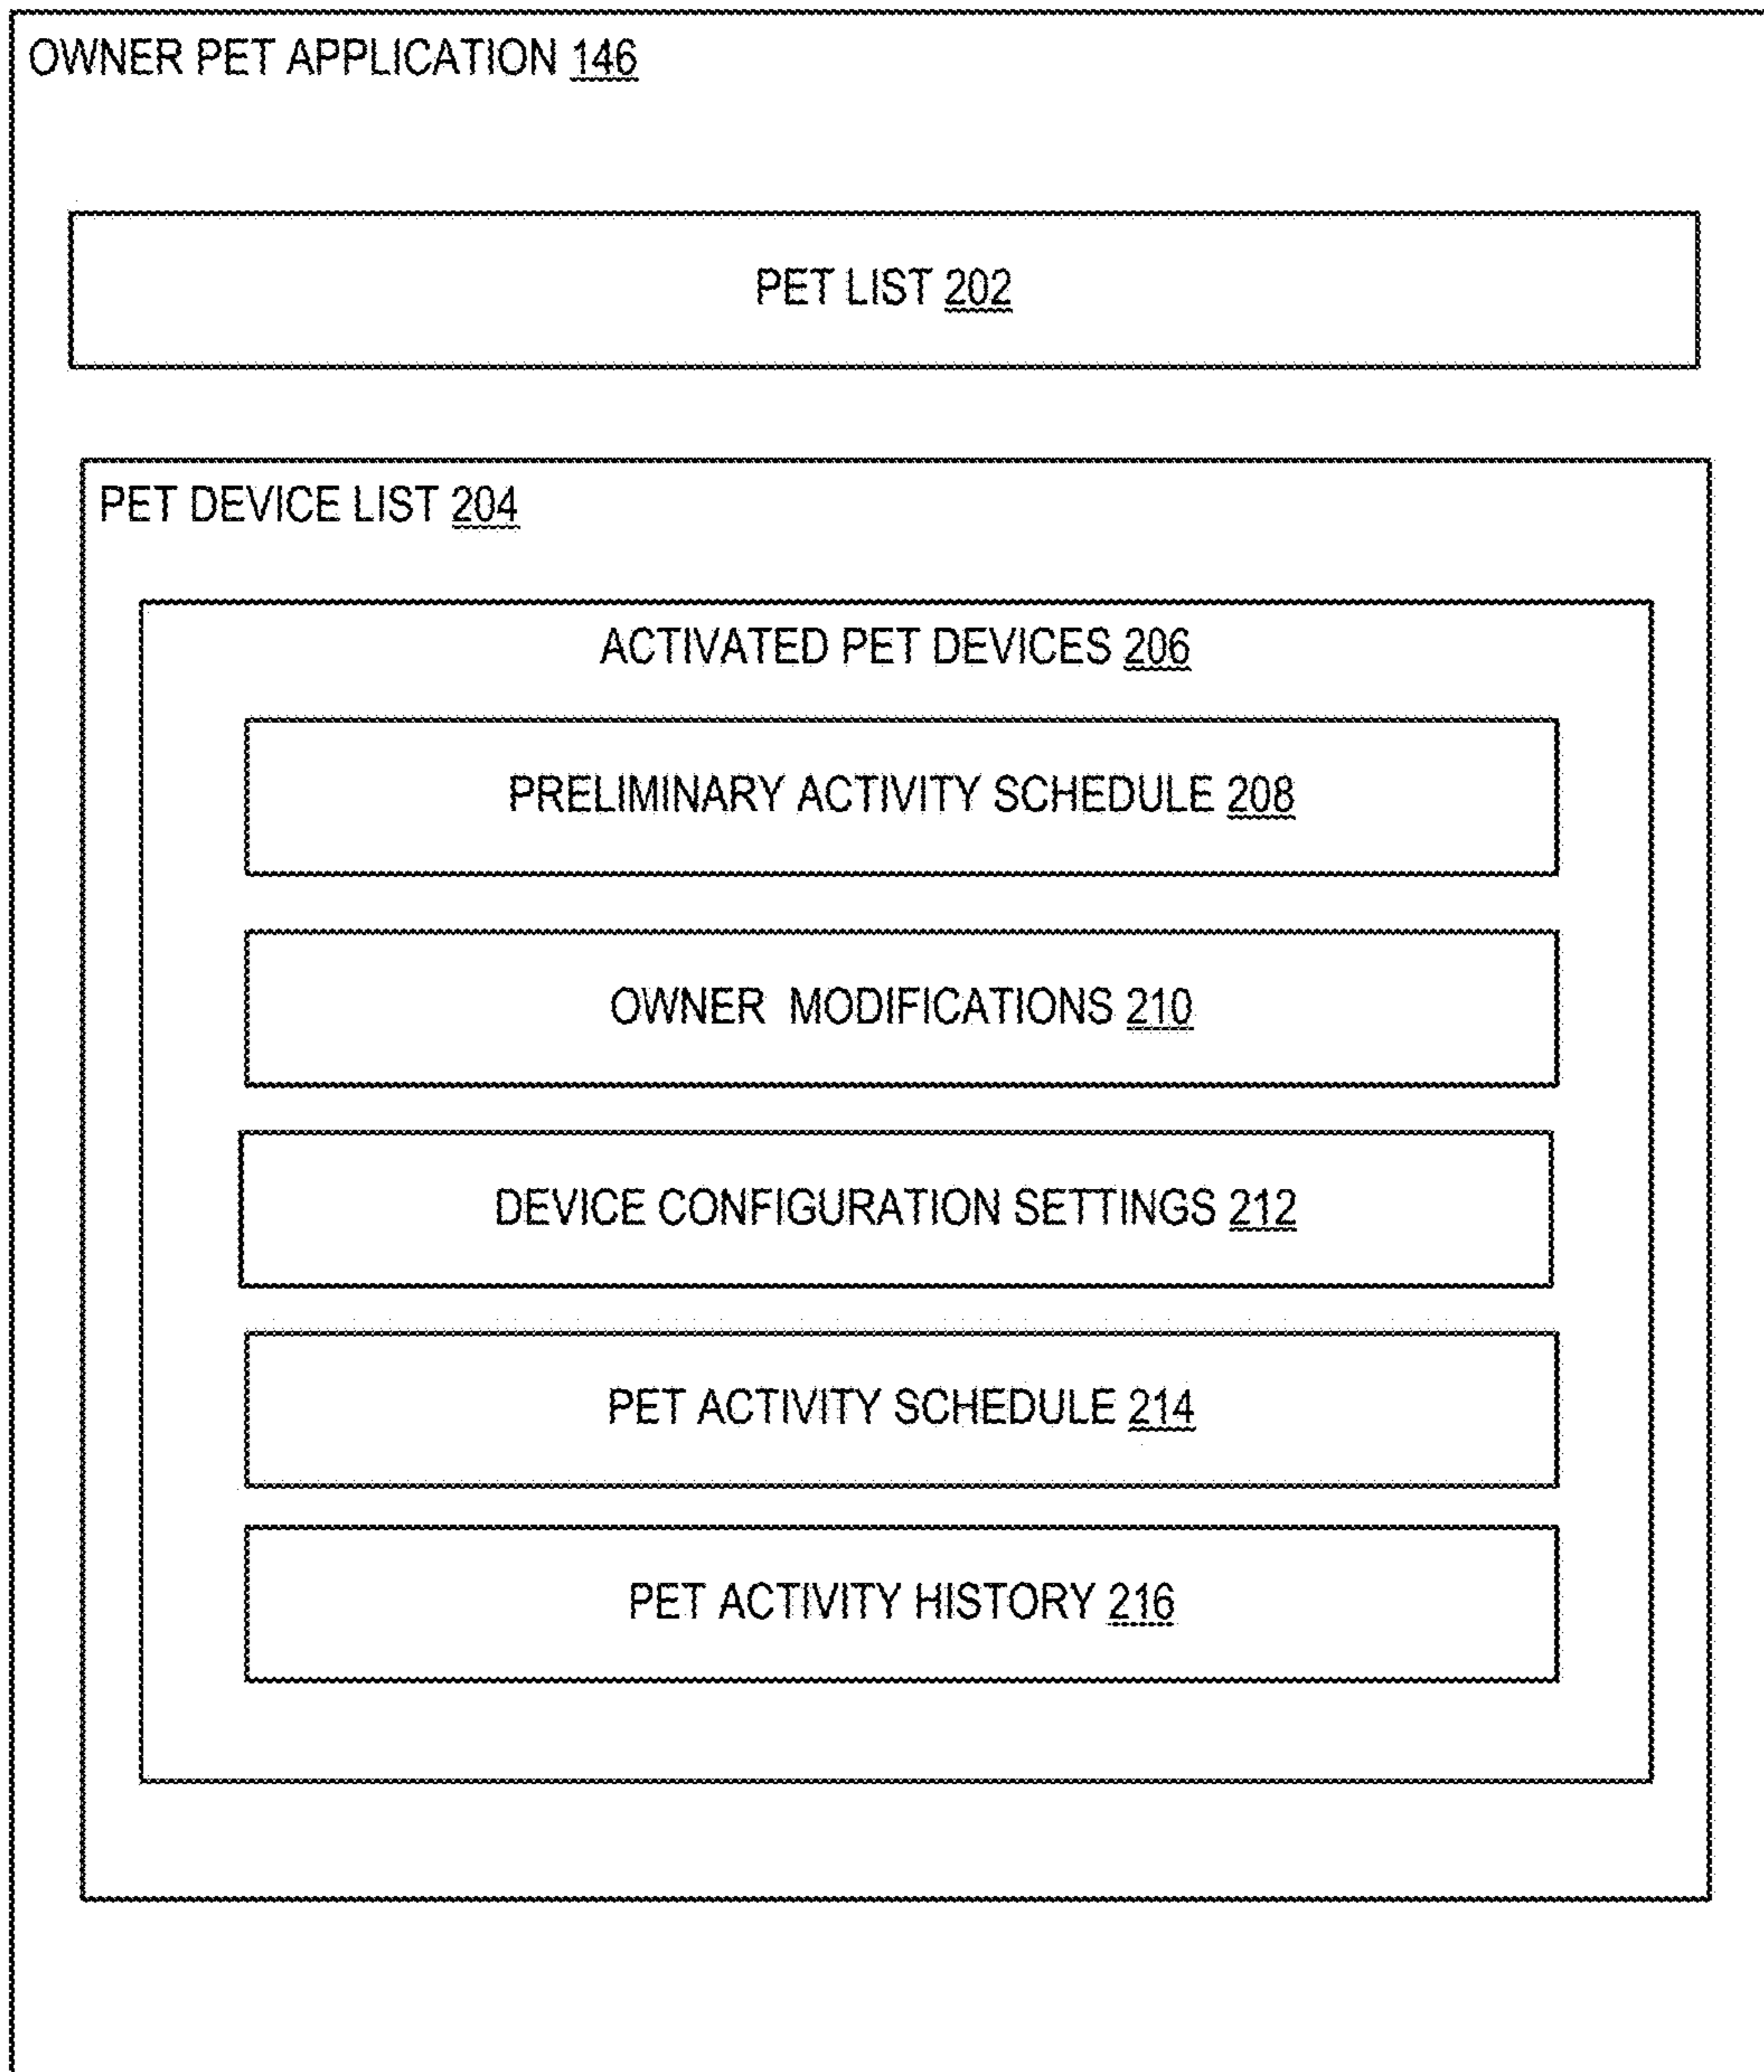 OWNER PET APPLICATION 146
PET LIST 202
PET DEVICE LIST 204
ACTIVATED PET DEVICES 206
PRELIMINARY ACTIVITY SCHEDULE 208
OWNER MODIFICATIONS 210
DEVICE CONFIGURATION SETTINGS 212
PET ACTIVITY SCHEDULE 214
PET ACTIVITY HISTORY 216